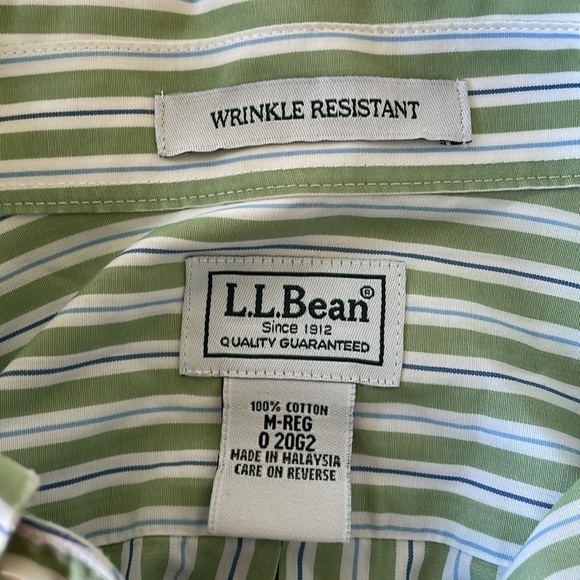 WRINKLE RESISTANT
L.L.Bean®
Since 1912
QUALITY GUARANTEED
100% COTTON
M-REG
0 20G2
MADE IN MALAYSIA
CARE ON REVERSE